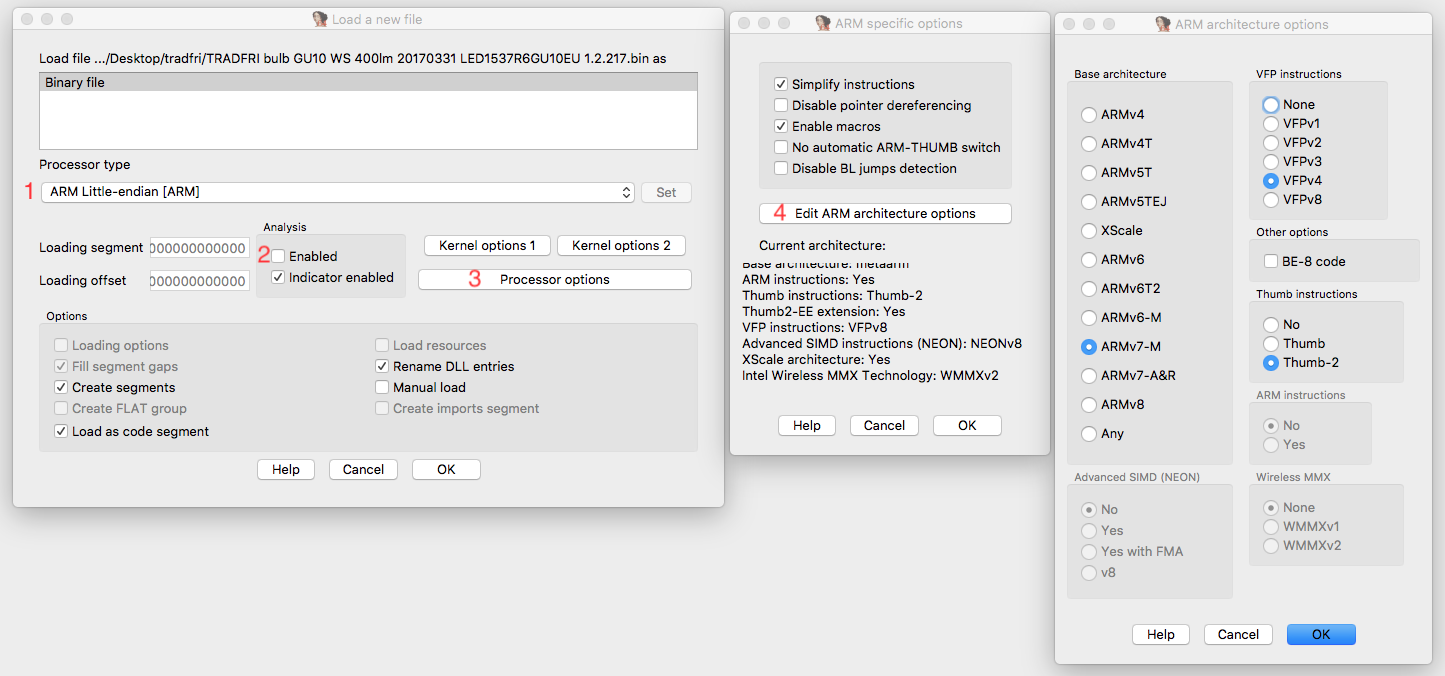 Load a new file
Load file .../Desktop/tradfri/TRADFRI bulb GU10 WS 400lm 20170331 LED1537R6GU10EU 1.2.217.bin as
Binary file
Processor type
1 ARM Little-endian [ARM] Set
Analysis
Loading segment 000000000000 2 Enabled Kernel options 1 Kernel options 2
Loading offset 000000000000 Indicator enabled 3 Processor options
Options
Loading options Load resources
Fill segment gaps Rename DLL entries
Create segments Manual load
Create FLAT group Create imports segment
Load as code segment
Help Cancel OK
ARM specific options
Simplify instructions
Disable pointer dereferencing
Enable macros
No automatic ARM-THUMB switch
Disable BL jumps detection
4 Edit ARM architecture options
Current architecture:
Base architecture: metaarm
ARM instructions: Yes
Thumb instructions: Thumb-2
Thumb2-EE extension: Yes
VFP instructions: VFPv8
Advanced SIMD instructions (NEON): NEONv8
XScale architecture: Yes
Intel Wireless MMX Technology: WMMXv2
Help Cancel OK
ARM architecture options
Base architecture
ARMv4
ARMv4T
ARMv5T
ARMv5TEJ
XScale
ARMv6
ARMv6T2
ARMv6-M
ARMv7-M
ARMv7-A&R
ARMv8
Any
Advanced SIMD (NEON)
No
Yes
Yes with FMA
v8
VFP instructions
None
VFPv1
VFPv2
VFPv3
VFPv4
VFPv8
Other options
BE-8 code
Thumb instructions
No
Thumb
Thumb-2
ARM instructions
No
Yes
Wireless MMX
None
WMMXv1
WMMXv2
Help Cancel OK